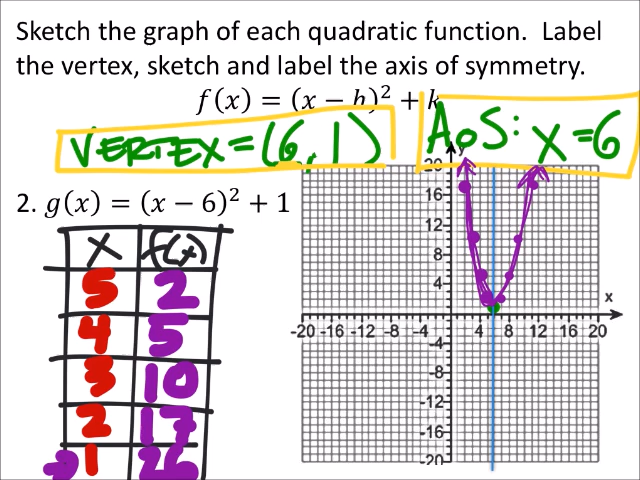 Sketch the graph of each quadratic function. Label
the vertex, sketch and label the axis of symmetry.
f(x) = (x − h)² + k
VERTEX = (6, 1)
AoS: x = 6
2. g(x) = (x − 6)² + 1
x f(x)
5 2
4 5
3 10
2 17
1 26
y
20
16
12
8
4
x
-20 -16 -12 -8 -4 4 8 12 16 20
-4
-8
-12
-16
-20